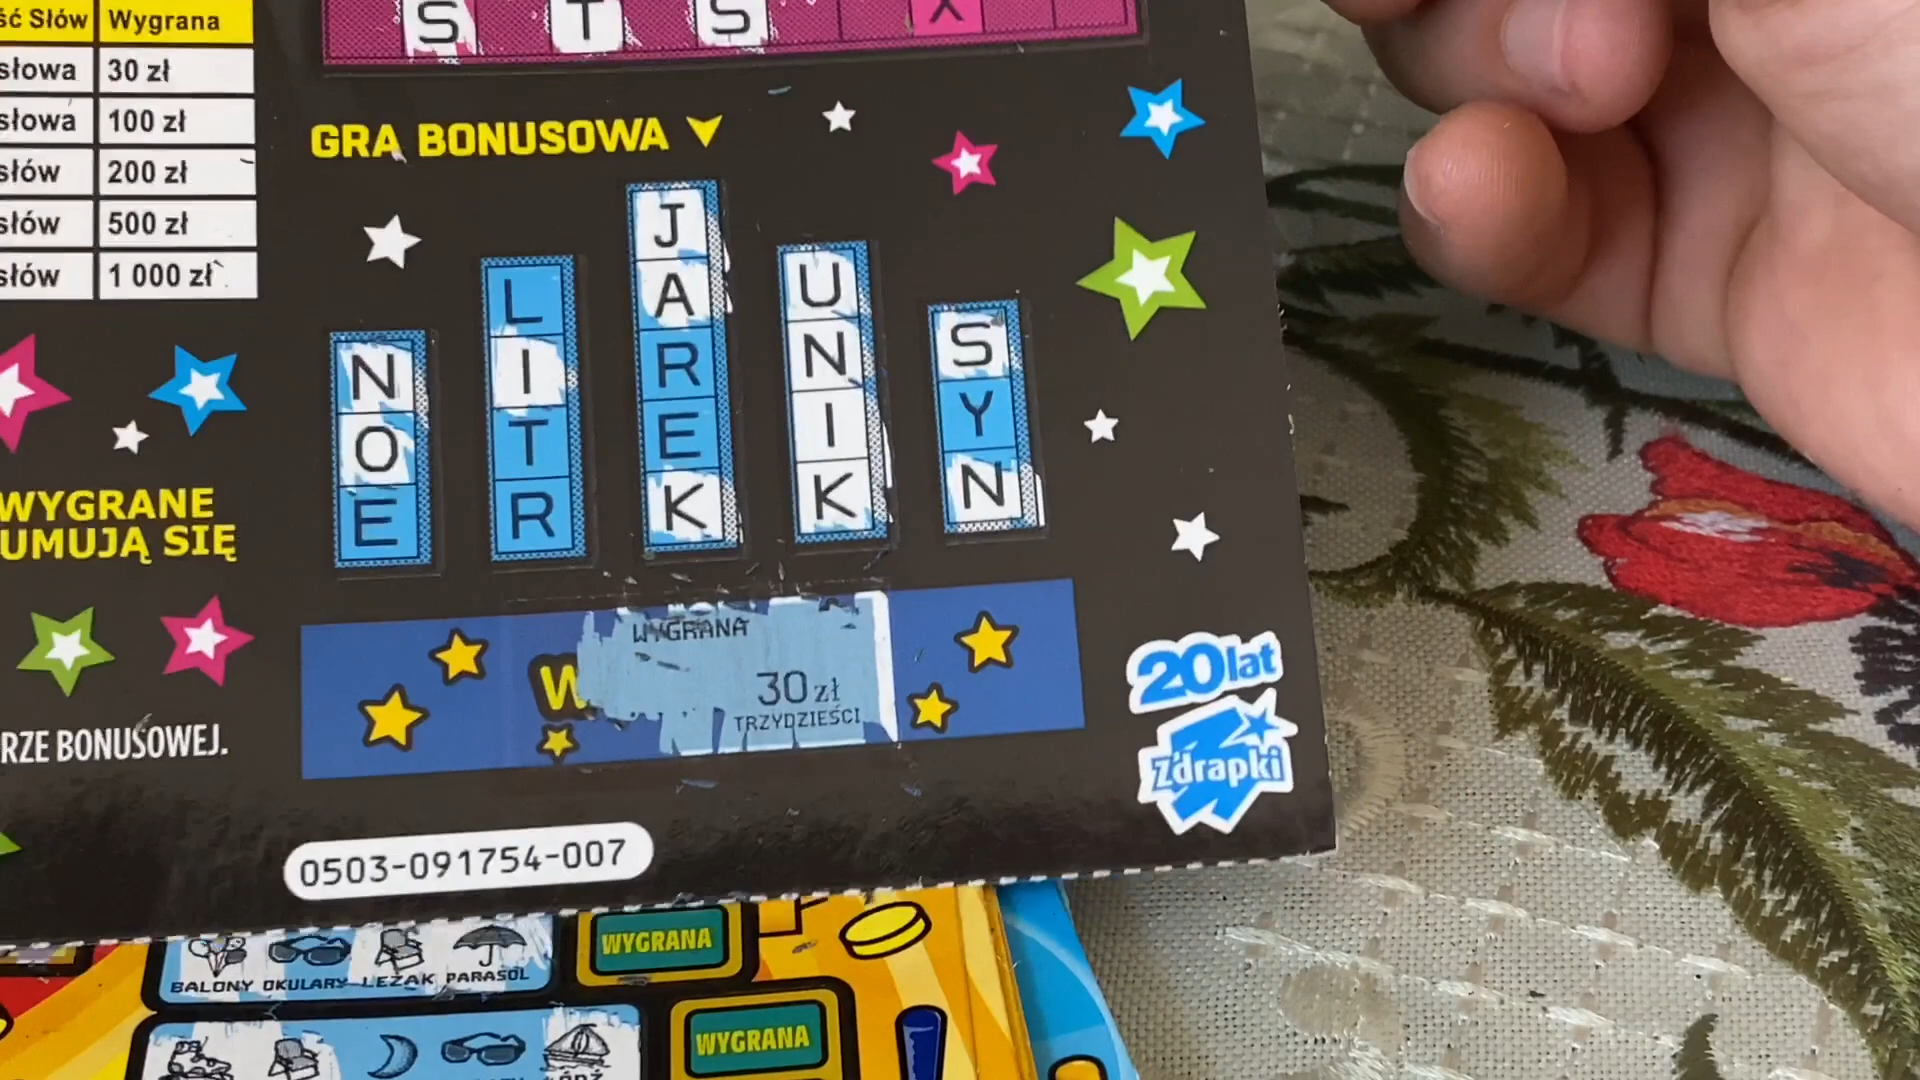 S T S X
ść Słów Wygrana
słowa 30 zł
słowa 100 zł
słów 200 zł
słów 500 zł
słów 1 000 zł
GRA BONUSOWA
NOE
LITR
JAREK
UNIK
SYN
WYGRANE
UMUJĄ SIĘ
RZE BONUSOWEJ.
W
WYGRANA
30 zł
TRZYDZIEŚCI
20 lat
Zdrapki
0503-091754-007
BALONY OKULARY LEŻAK PARASOL
WYGRANA
WYGRANA